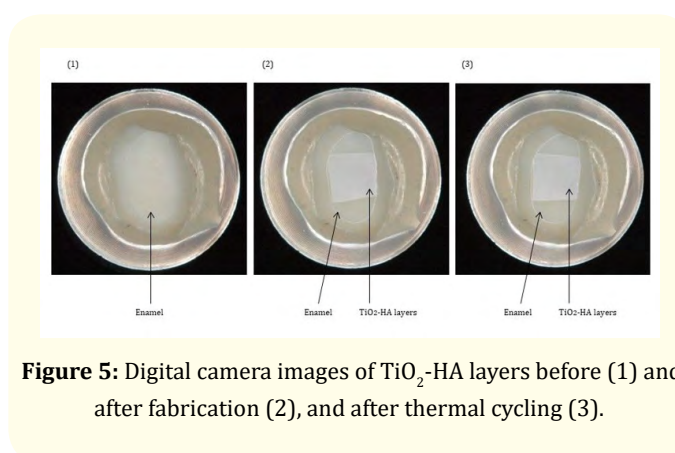 (1) (2) (3)
Enamel Enamel TiO2-HA layers Enamel TiO2-HA layers
Figure 5: Digital camera images of TiO₂-HA layers before (1) and
after fabrication (2), and after thermal cycling (3).